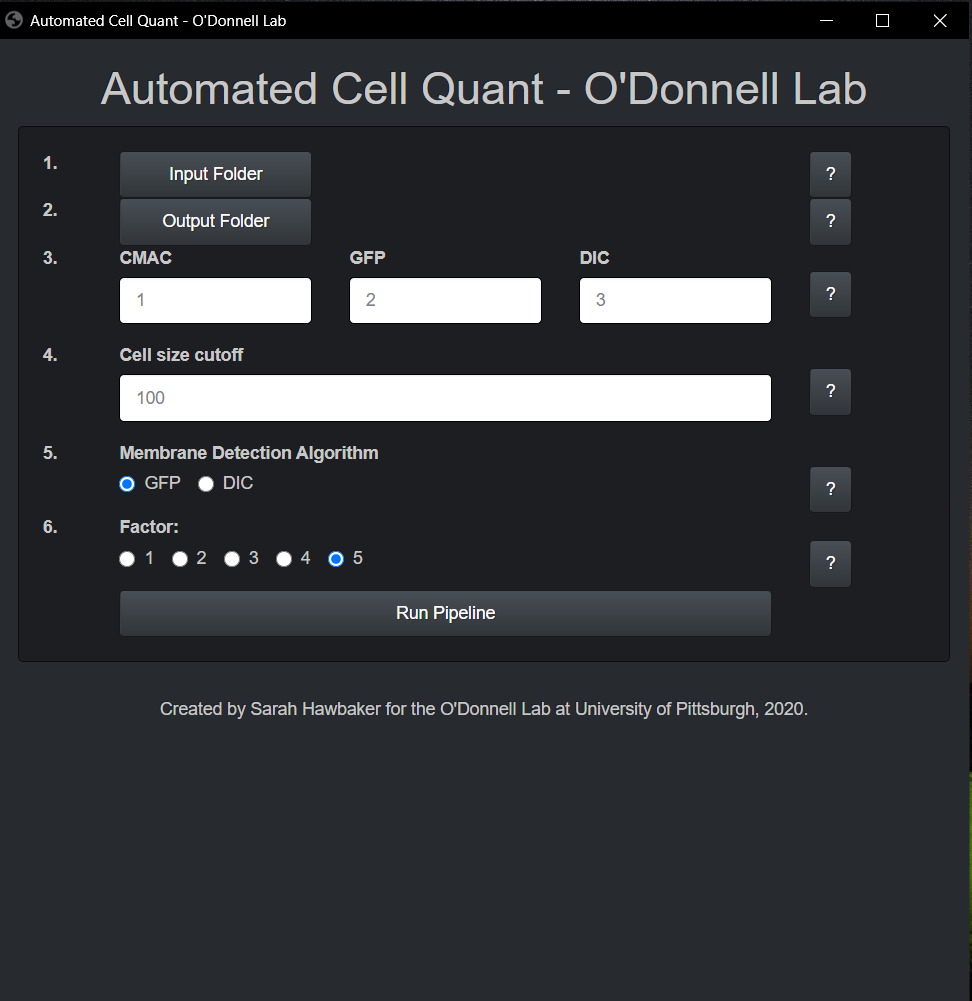 Automated Cell Quant - O'Donnell Lab
Automated Cell Quant - O'Donnell Lab
1. Input Folder ?
2. Output Folder ?
3. CMAC GFP DIC
1 2 3 ?
4. Cell size cutoff
100 ?
5. Membrane Detection Algorithm
GFP DIC ?
6. Factor:
1 2 3 4 5 ?
Run Pipeline
Created by Sarah Hawbaker for the O'Donnell Lab at University of Pittsburgh, 2020.